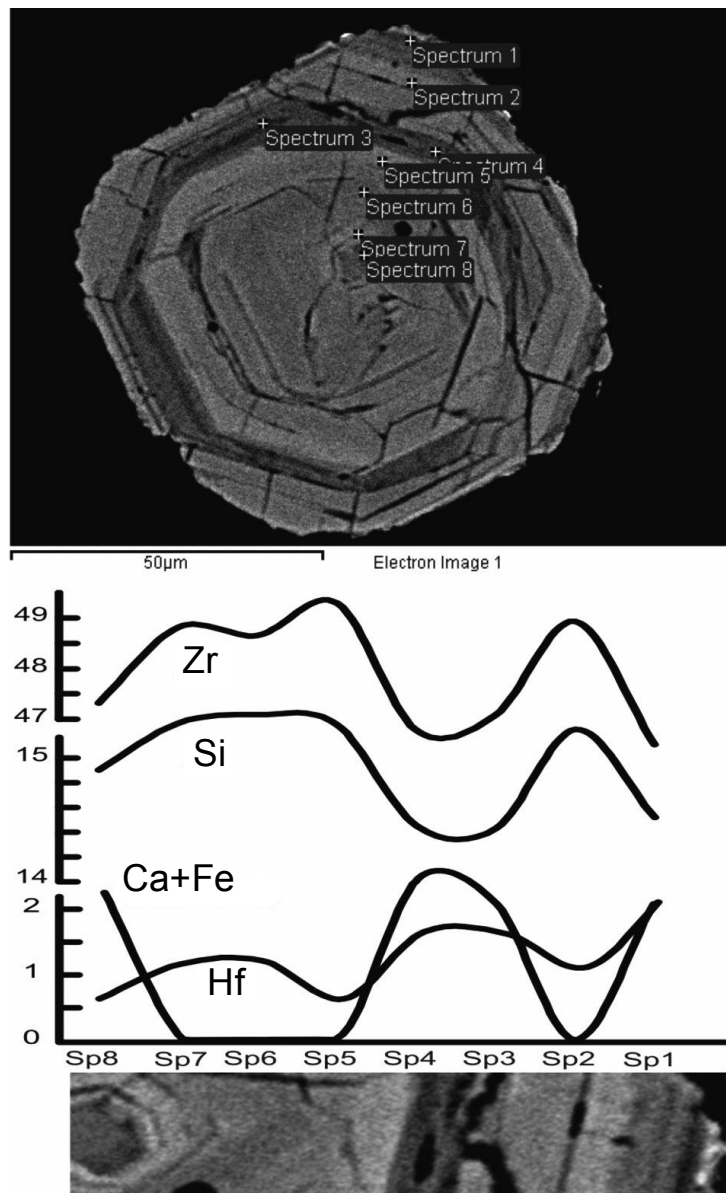 Spectrum 1
Spectrum 2
Spectrum 3
Spectrum 4
Spectrum 5
Spectrum 6
Spectrum 7
Spectrum 8
50µm Electron Image 1
49
48
47
Zr
15
14
Si
Ca+Fe
2
1
0
Hf
Sp8 Sp7 Sp6 Sp5 Sp4 Sp3 Sp2 Sp1